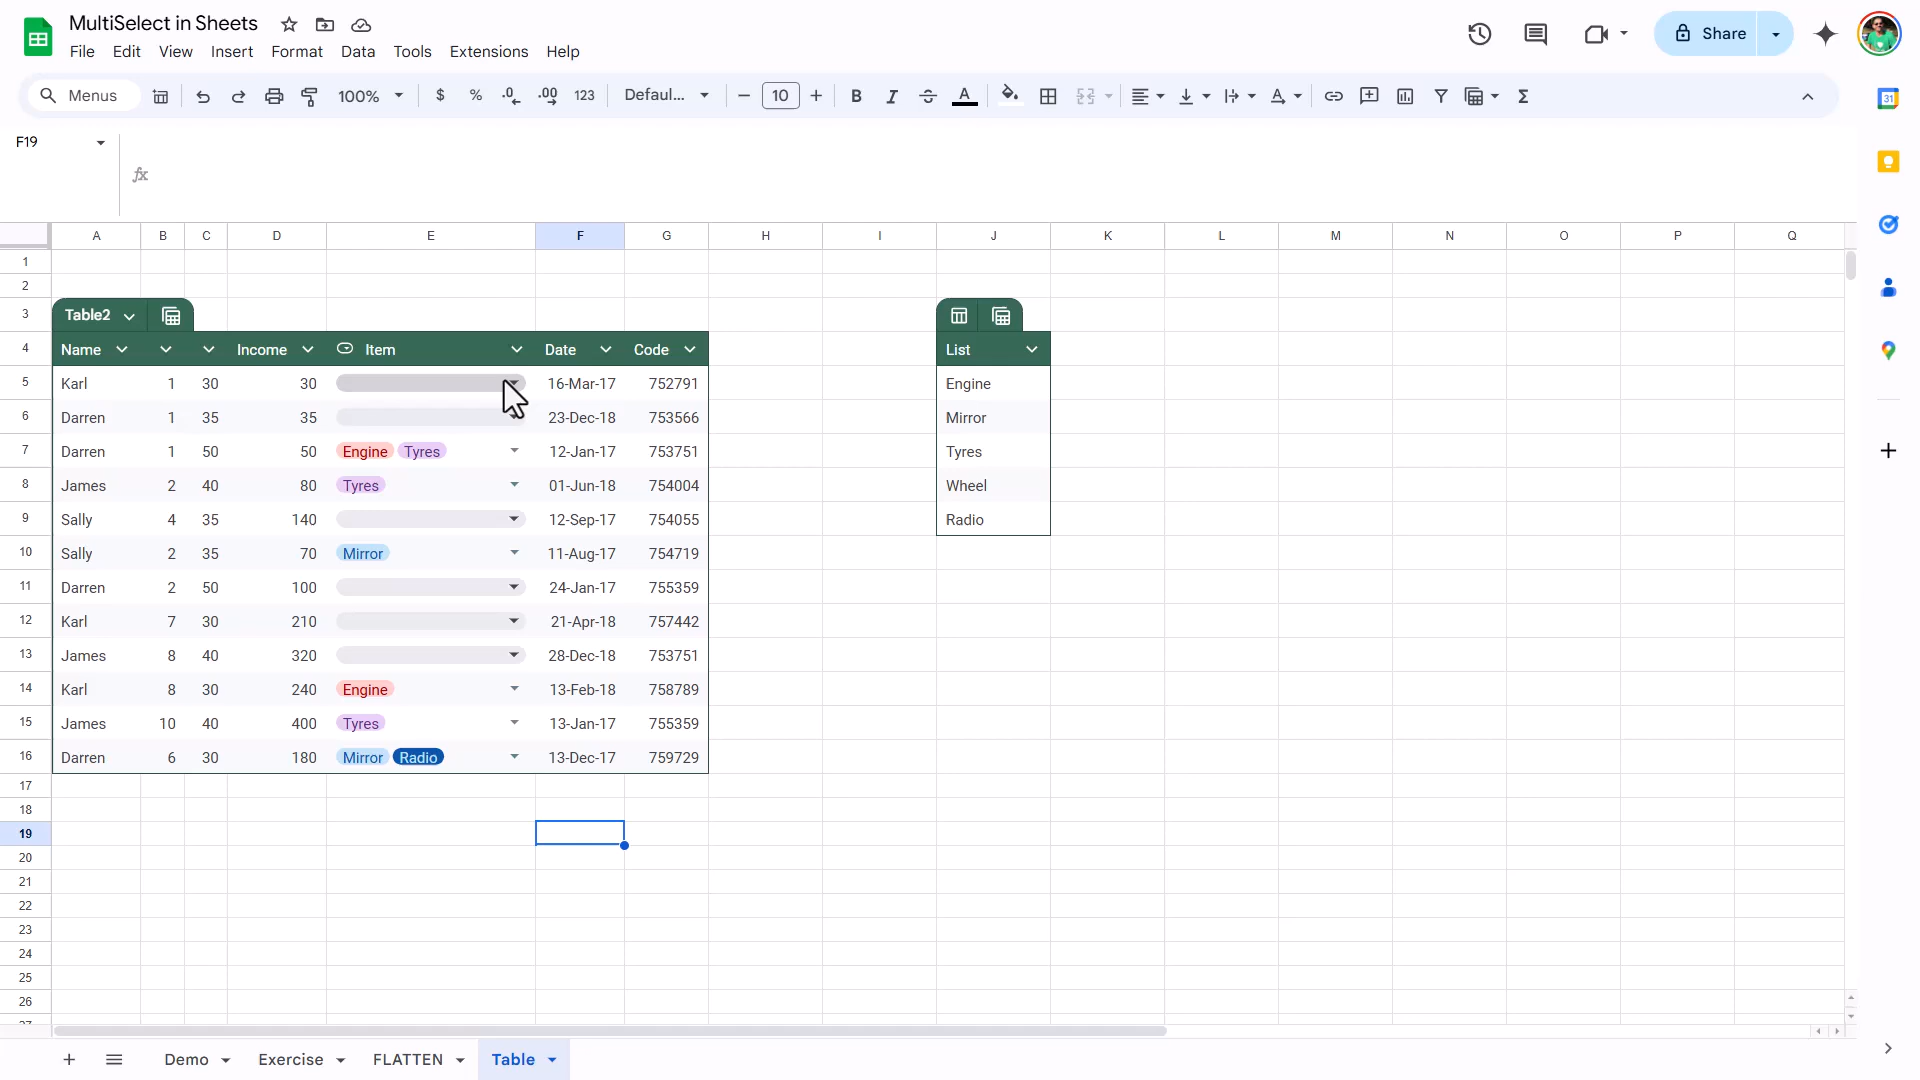 MultiSelect in Sheets
File Edit View Insert Format Data Tools Extensions Help
Share
Menus 100% $ % .0 .00 123 Defaul... 10 B I S A
31
F19
fx
A B C D E F G H I J K L M N O P Q
1
2
3 Table2
4 Name Income Item Date Code List
5 Karl 1 30 30 16-Mar-17 752791 Engine
6 Darren 1 35 35 23-Dec-18 753566 Mirror
7 Darren 1 50 50 Engine Tyres 12-Jan-17 753751 Tyres
8 James 2 40 80 Tyres 01-Jun-18 754004 Wheel
9 Sally 4 35 140 12-Sep-17 754055 Radio
10 Sally 2 35 70 Mirror 11-Aug-17 754719
11 Darren 2 50 100 24-Jan-17 755359
12 Karl 7 30 210 21-Apr-18 757442
13 James 8 40 320 28-Dec-18 753751
14 Karl 8 30 240 Engine 13-Feb-18 758789
15 James 10 40 400 Tyres 13-Jan-17 755359
16 Darren 6 30 180 Mirror Radio 13-Dec-17 759729
17
18
19
20
21
22
23
24
25
26
Demo Exercise FLATTEN Table